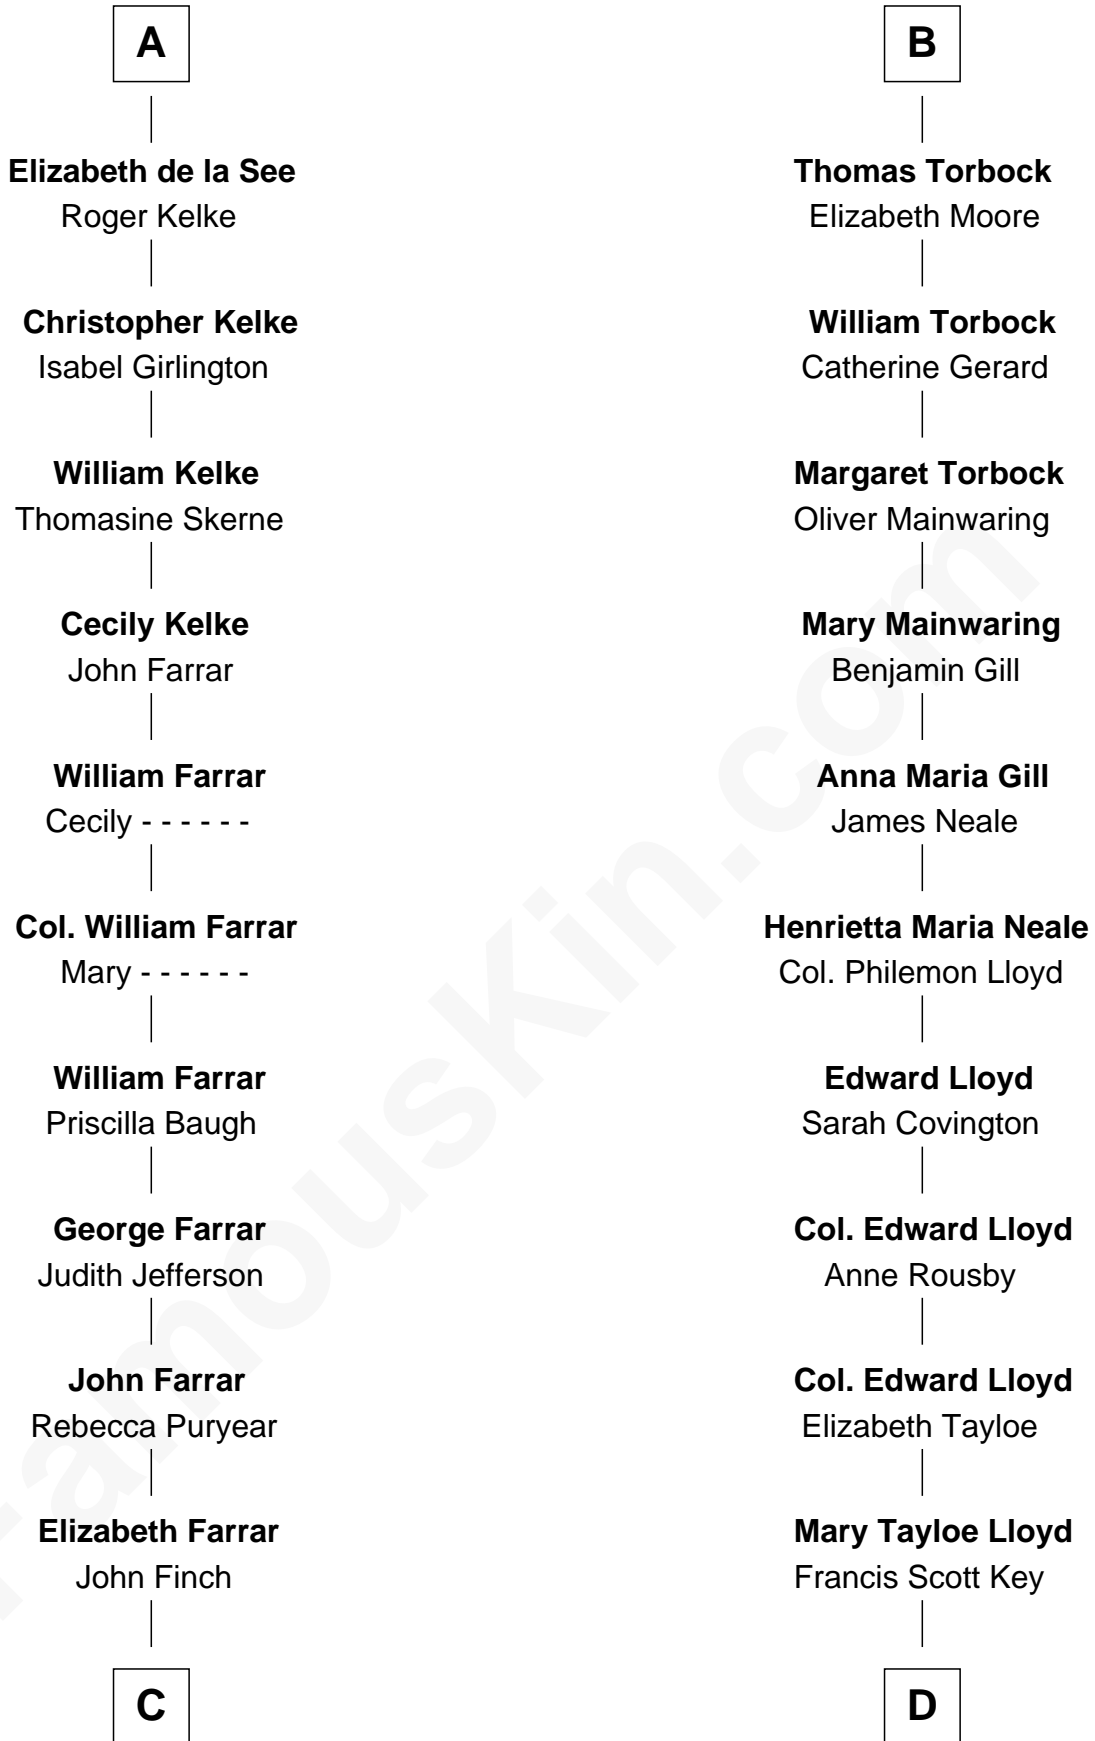 A
Elizabeth de la See
Roger Kelke
Christopher Kelke
Isabel Girlington
William Kelke
Thomasine Skerne
Cecily Kelke
John Farrar
William Farrar
Cecily - - - - - -
Col. William Farrar
Mary - - - - - -
William Farrar
Priscilla Baugh
George Farrar
Judith Jefferson
John Farrar
Rebecca Puryear
Elizabeth Farrar
John Finch
C
B
Thomas Torbock
Elizabeth Moore
William Torbock
Catherine Gerard
Margaret Torbock
Oliver Mainwaring
Mary Mainwaring
Benjamin Gill
Anna Maria Gill
James Neale
Henrietta Maria Neale
Col. Philemon Lloyd
Edward Lloyd
Sarah Covington
Col. Edward Lloyd
Anne Rousby
Col. Edward Lloyd
Elizabeth Tayloe
Mary Tayloe Lloyd
Francis Scott Key
D
FamousKin.com